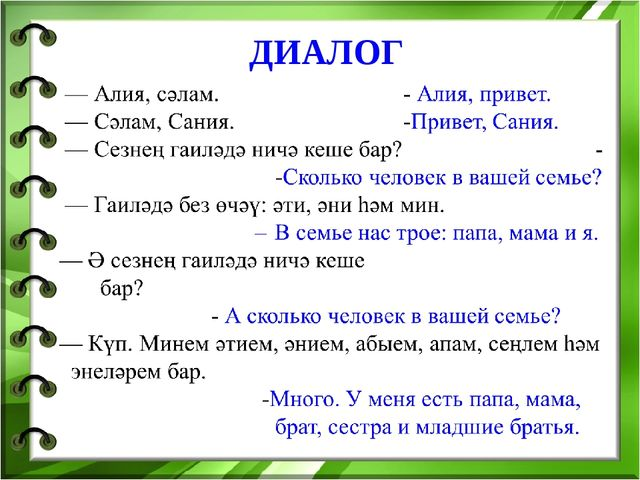 ДИАЛОГ
— Алия, сәлам. - Алия, привет.
— Сәлам, Сания. -Привет, Сания.
— Сезнең гаиләдә ничә кеше бар? -
-Сколько человек в вашей семье?
— Гаиләдә без өчәү: әти, әни һәм мин.
– В семье нас трое: папа, мама и я.
— Ә сезнең гаиләдә ничә кеше
бар?
- А сколько человек в вашей семье?
— Күп. Минем әтием, әнием, абыем, апам, сеңлем һәм
энеләрем бар.
-Много. У меня есть папа, мама,
брат, сестра и младшие братья.